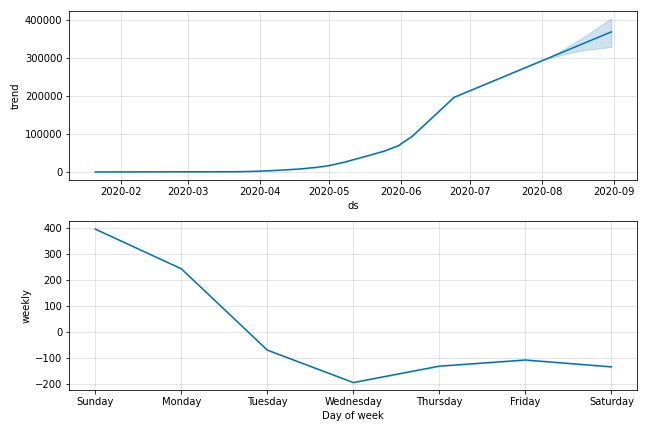 400000
300000
200000
100000
0
trend
2020-02 2020-03 2020-04 2020-05 2020-06 2020-07 2020-08 2020-09
ds
400
300
200
100
0
−100
−200
weekly
Sunday Monday Tuesday Wednesday Thursday Friday Saturday
Day of week